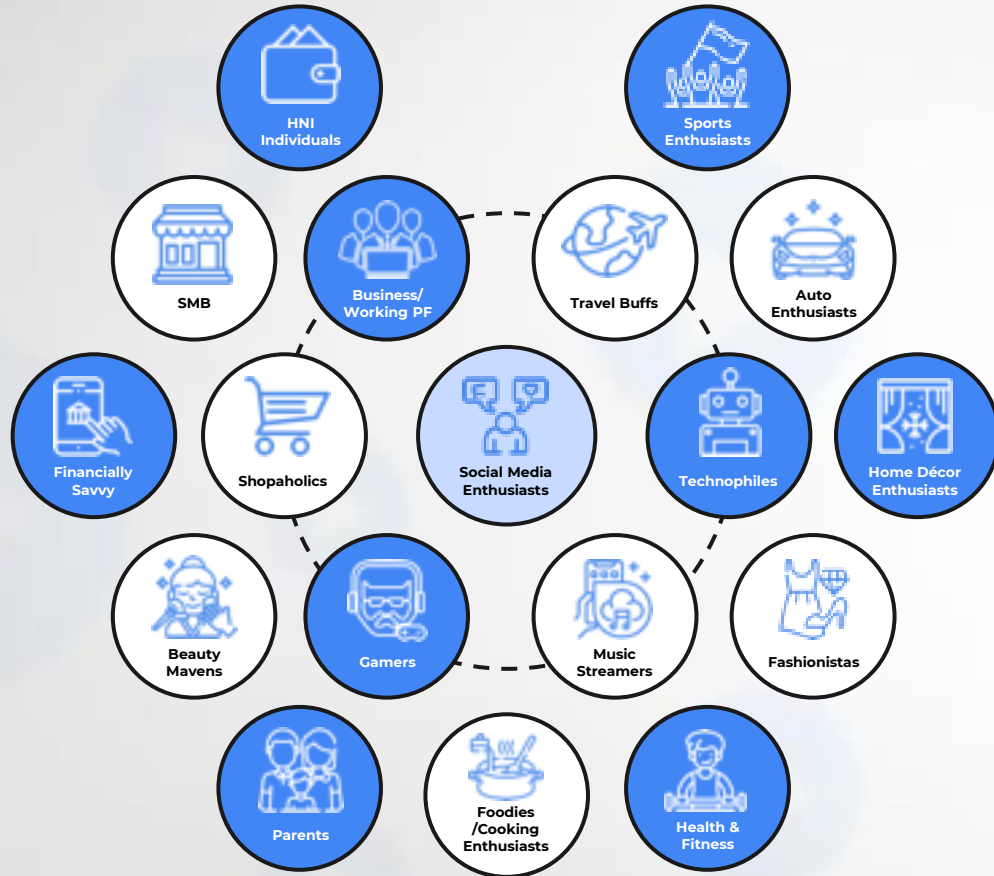 HNI
Individuals
Sports
Enthusiasts
SMB
Business/
Working PF
Travel Buffs
Auto
Enthusiasts
Financially
Savvy
Shopaholics
Social Media
Enthusiasts
Technophiles
Home Décor
Enthusiasts
Beauty
Mavens
Gamers
Music
Streamers
Fashionistas
Parents
Foodies
/Cooking
Enthusiasts
Health &
Fitness